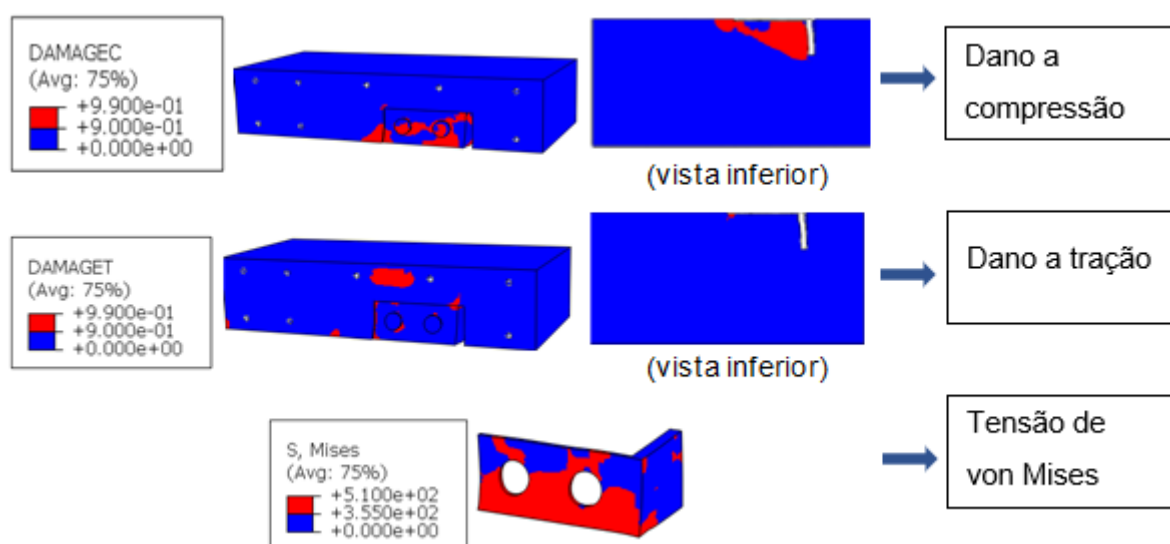 DAMAGEC
(Avg: 75%)
+9.900e-01
+9.000e-01
+0.000e+00
(vista inferior)
Dano a
compressão
DAMAGET
(Avg: 75%)
+9.900e-01
+9.000e-01
+0.000e+00
(vista inferior)
Dano a tração
S, Mises
(Avg: 75%)
+5.100e+02
+3.550e+02
+0.000e+00
Tensão de
von Mises